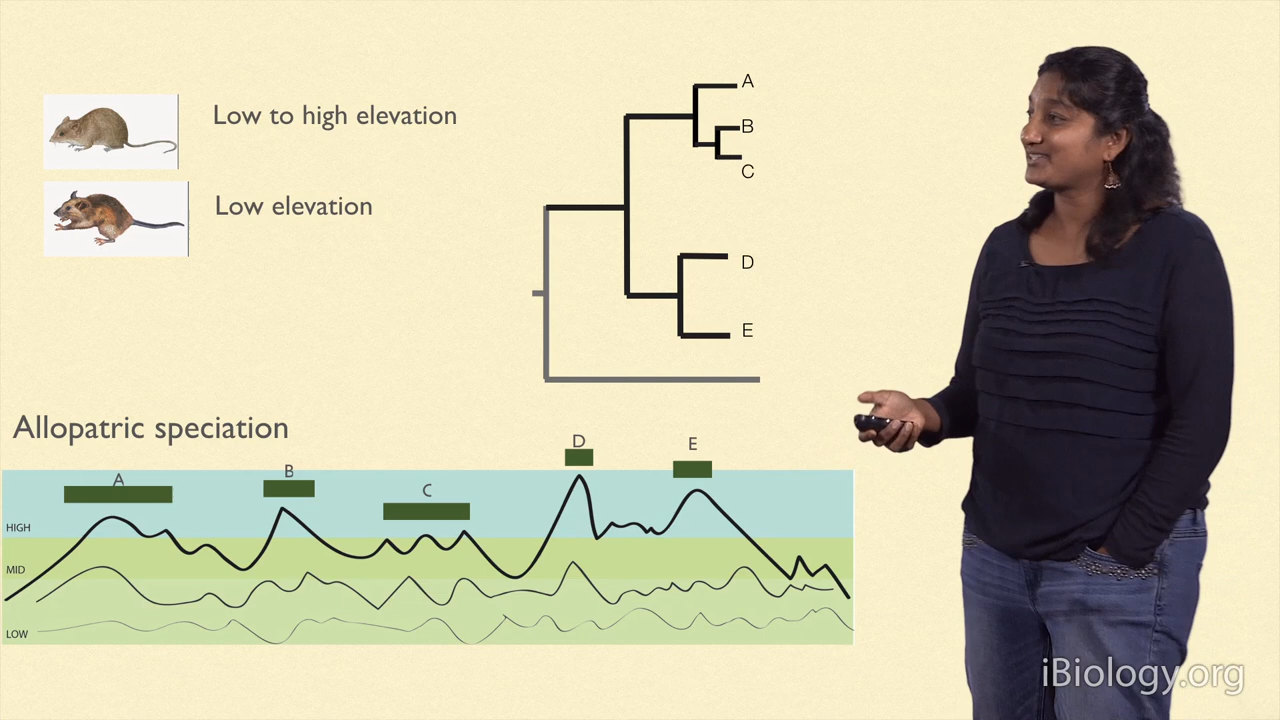 Low to high elevation
Low elevation
A
B
C
D
E
Allopatric speciation
A
B
C
D
E
HIGH
MID
LOW
iBiology.org